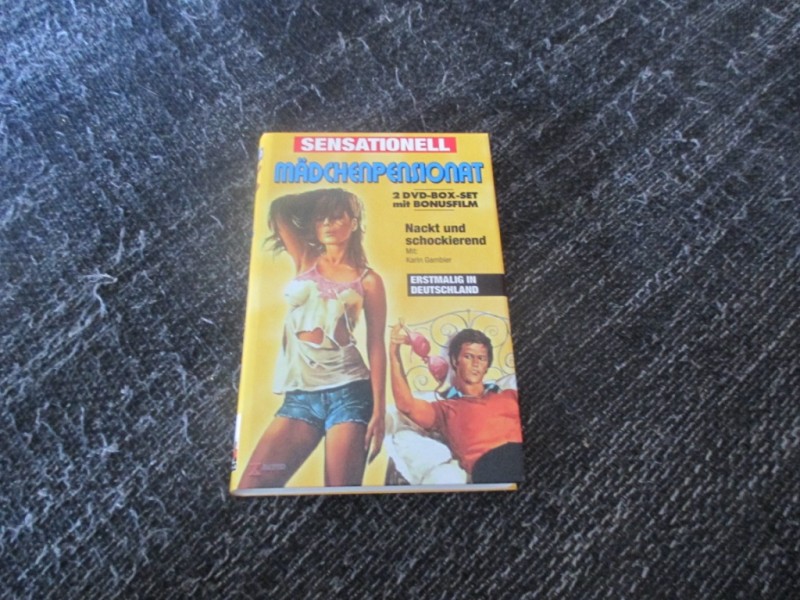 SENSATIONELL
MÄDCHENPENSIONAT
2 DVD-BOX-SET
mit BONUSFILM
Nackt und
schockierend
Mit:
Karin Gambier
ERSTMALIG IN
DEUTSCHLAND